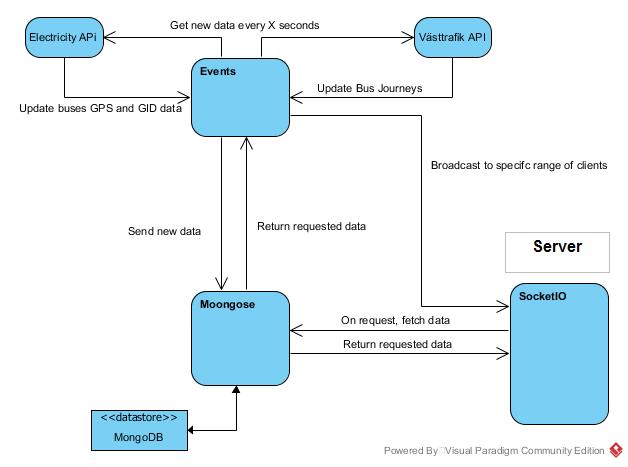 Get new data every X seconds
Electricity APi
Västtrafik API
Events
Update Bus Journeys
Update buses GPS and GID data
Broadcast to specifc range of clients
Send new data
Return requested data
Server
Moongose
SocketIO
On request, fetch data
Return requested data
<<datastore>>
MongoDB
Powered By Visual Paradigm Community Edition